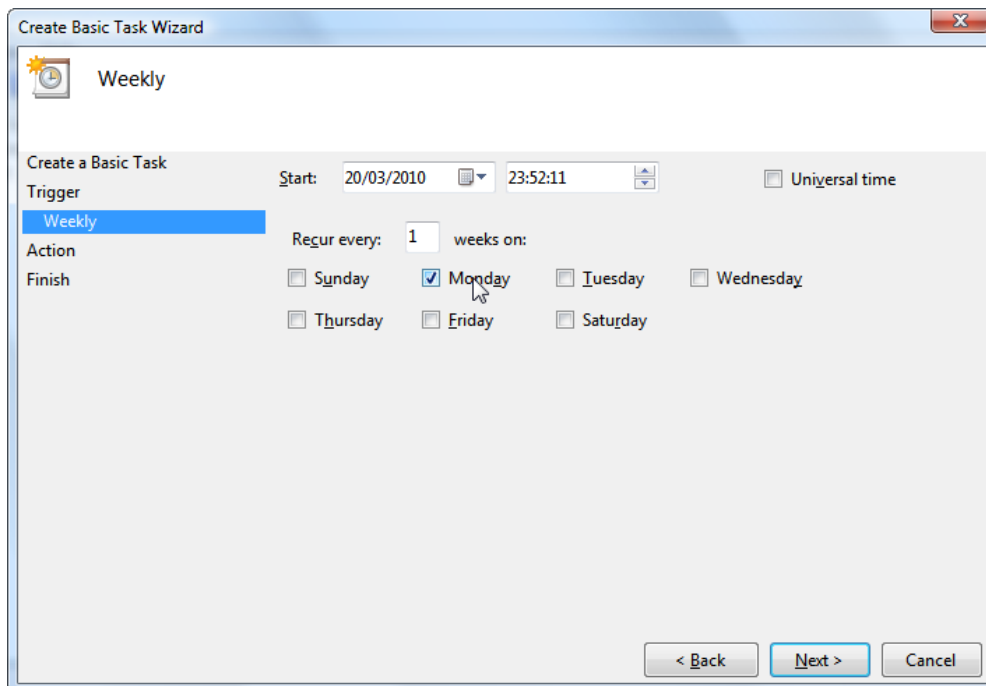 Create Basic Task Wizard
Weekly
Create a Basic Task
Trigger
Weekly
Action
Finish
Start: 20/03/2010 23:52:11 Universal time
Recur every: 1 weeks on:
Sunday Monday Tuesday Wednesday
Thursday Friday Saturday
< Back Next > Cancel